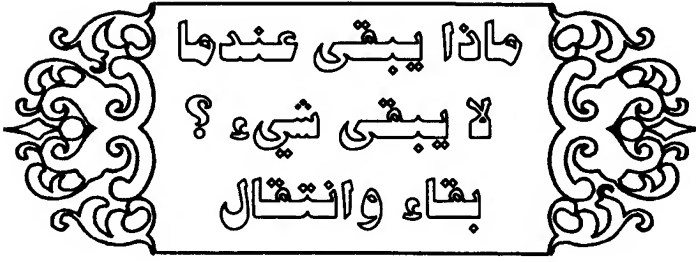 ماذا يبقى عندما
لا يبقى شيء ؟
بقاء وانتقال